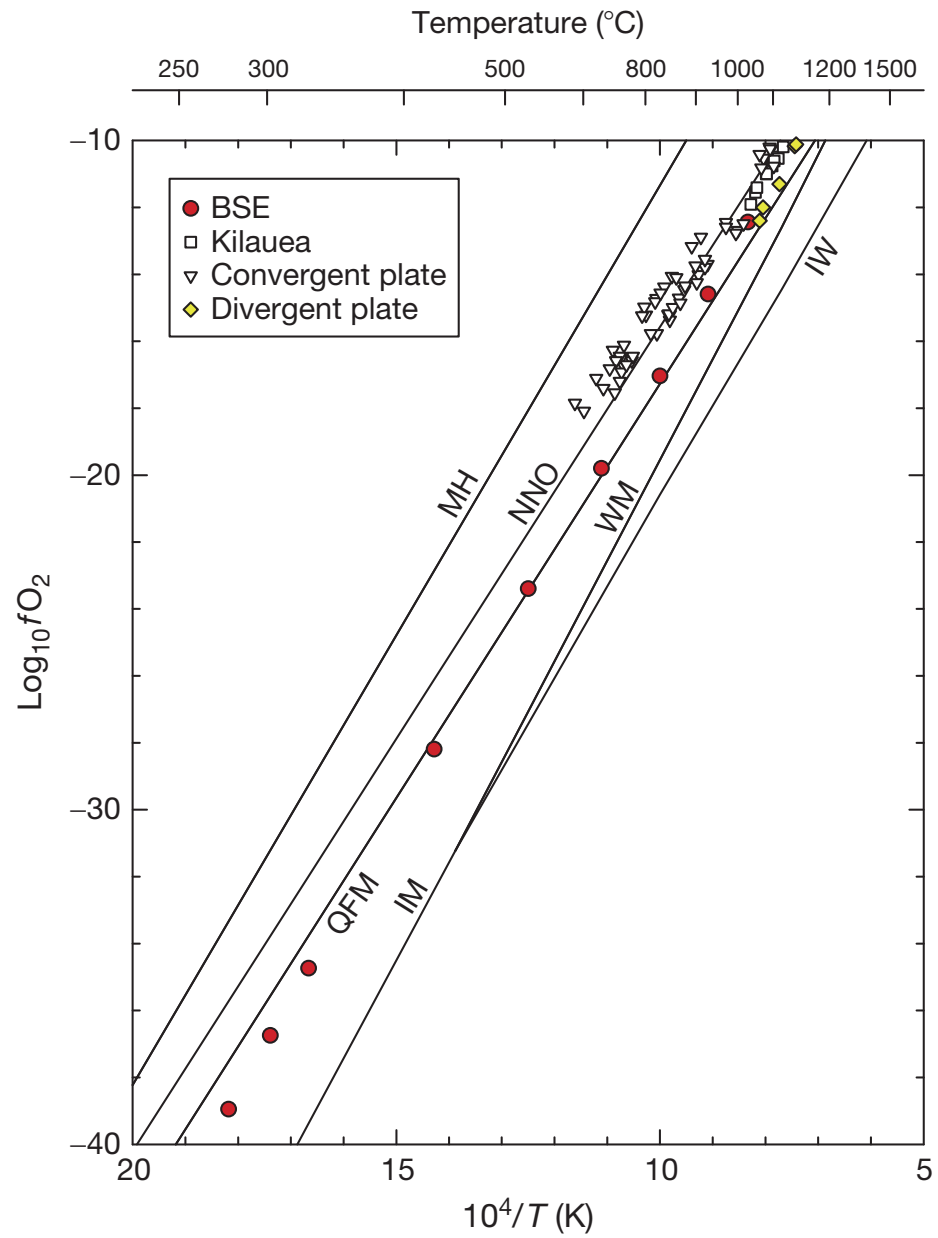 Temperature (°C)
250 300 500 800 1000 1200 1500
−10
BSE
Kilauea
Convergent plate
Divergent plate
IW
MH
NNO
−20
WM
Log₁₀fO₂
−30
QFM
IM
−40
20 15 10 5
10⁴/T (K)